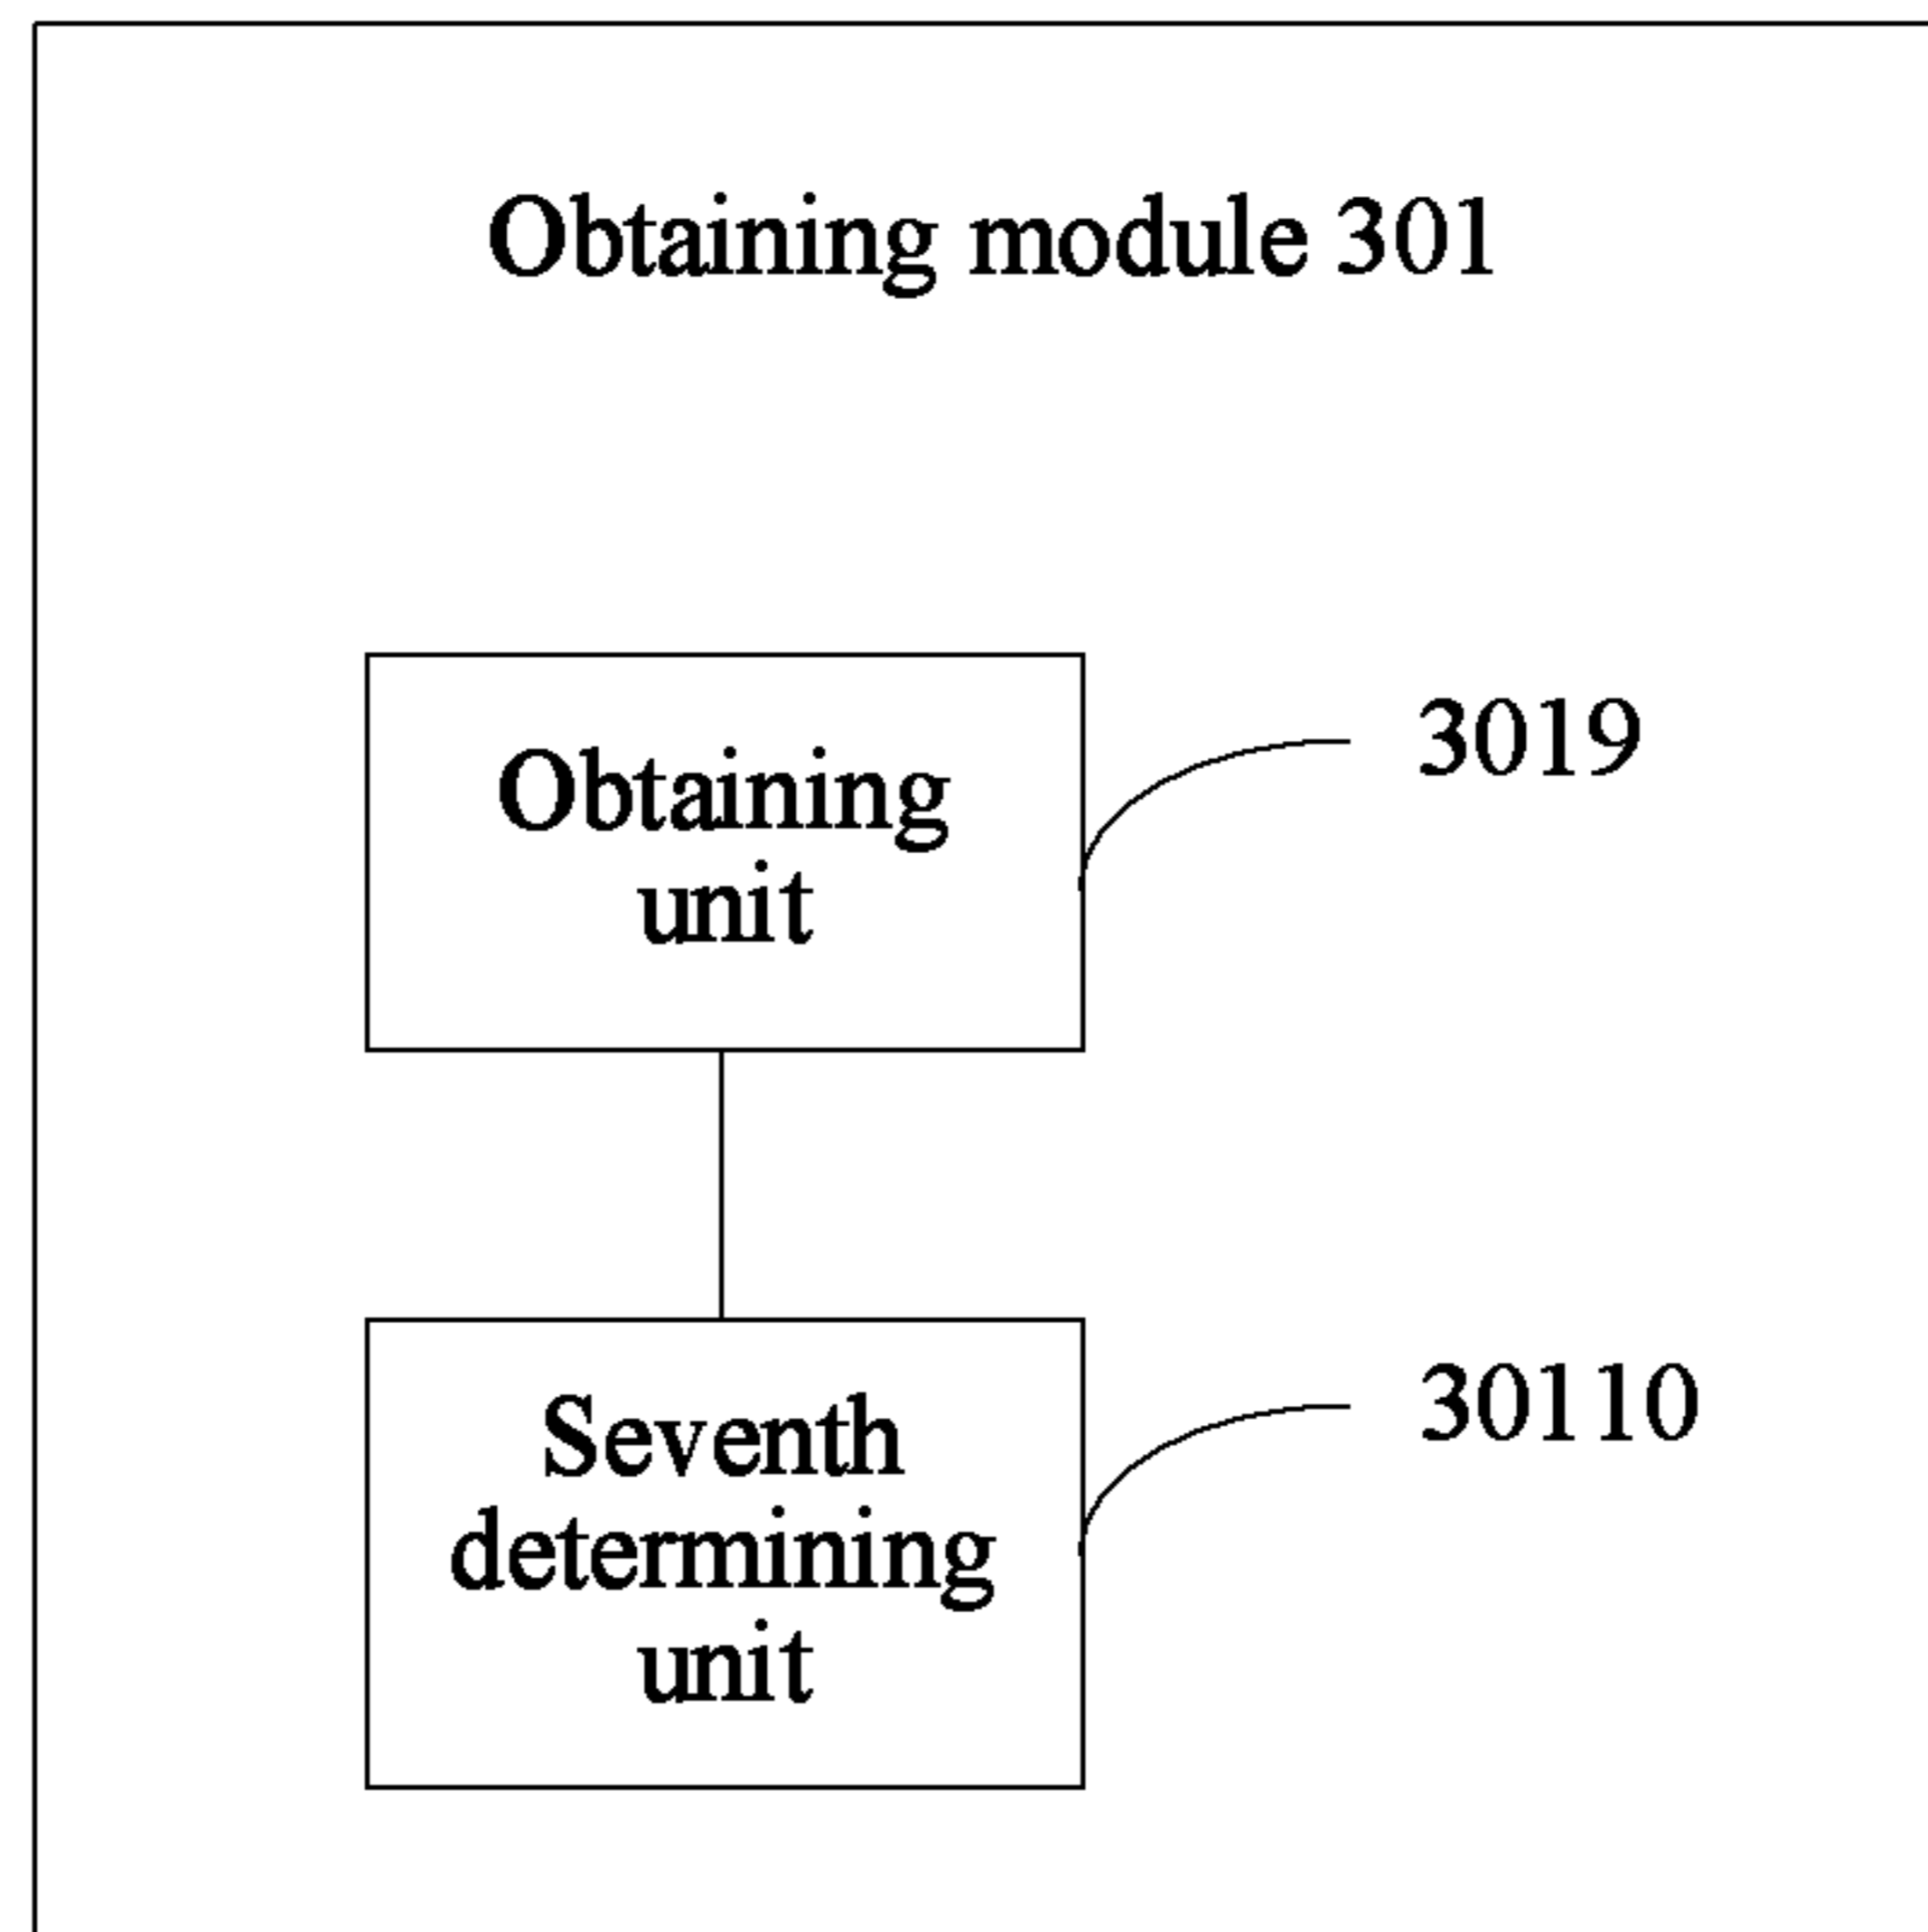 Obtaining module 301
Obtaining
unit
3019
Seventh
determining
unit
30110